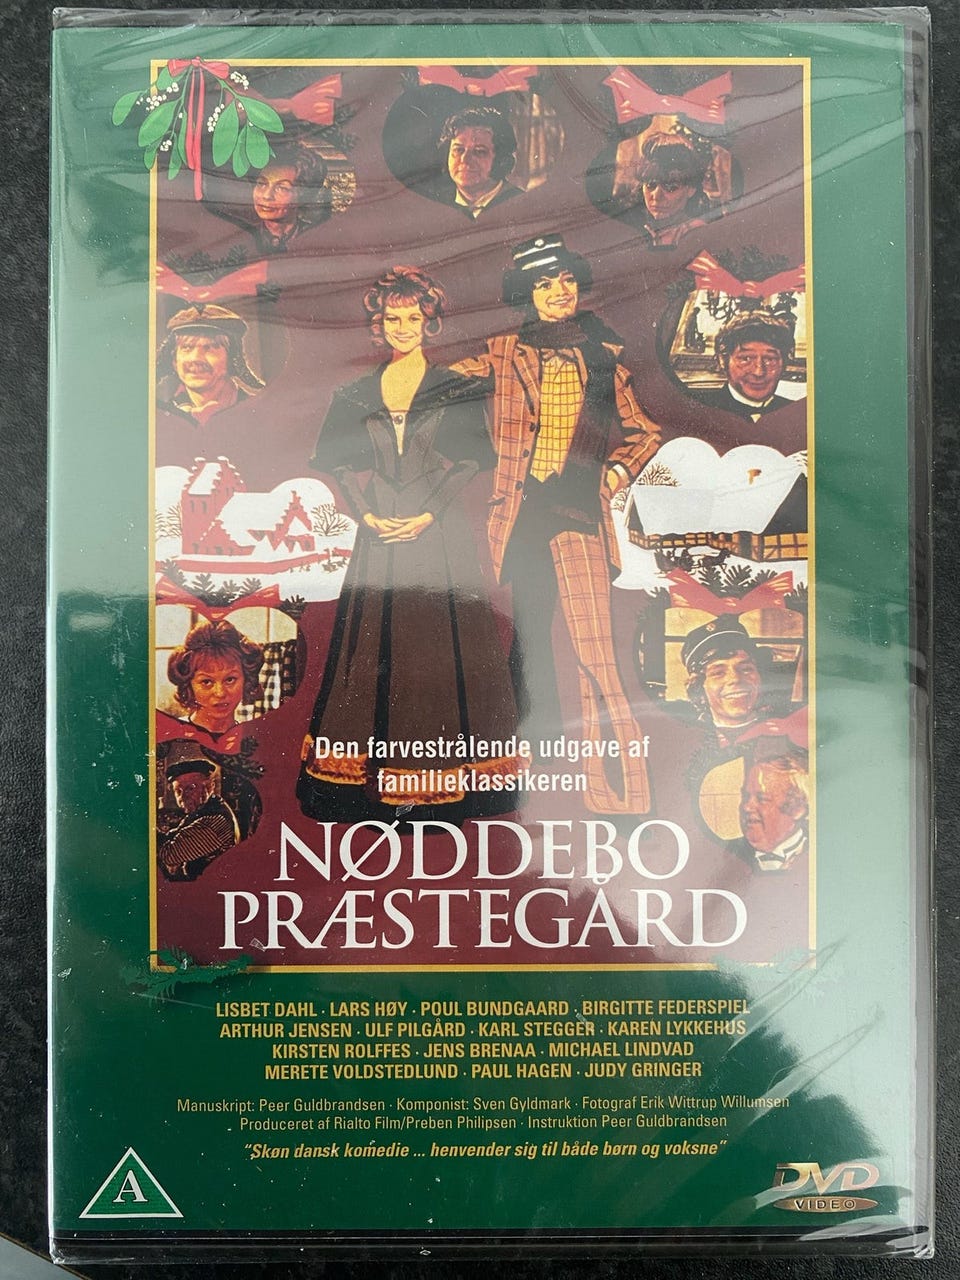 Den farvestrålende udgave af
familieklassikeren
NØDDEBO
PRÆSTEGÅRD
LISBET DAHL · LARS HØY · POUL BUNDGAARD · BIRGITTE FEDERSPIEL
ARTHUR JENSEN · ULF PILGÅRD · KARL STEGGER · KAREN LYKKEHUS
KIRSTEN ROLFFES · JENS BRENAA · MICHAEL LINDVAD
MERETE VOLDSTEDLUND · PAUL HAGEN · JUDY GRINGER
Manuskript: Peer Guldbrandsen · Komponist: Sven Gyldmark · Fotograf Erik Wittrup Willumsen
Produceret af Rialto Film/Preben Philipsen · Instruktion Peer Guldbrandsen
"Skøn dansk komedie ... henvender sig til både børn og voksne"
A
DVD
VIDEO